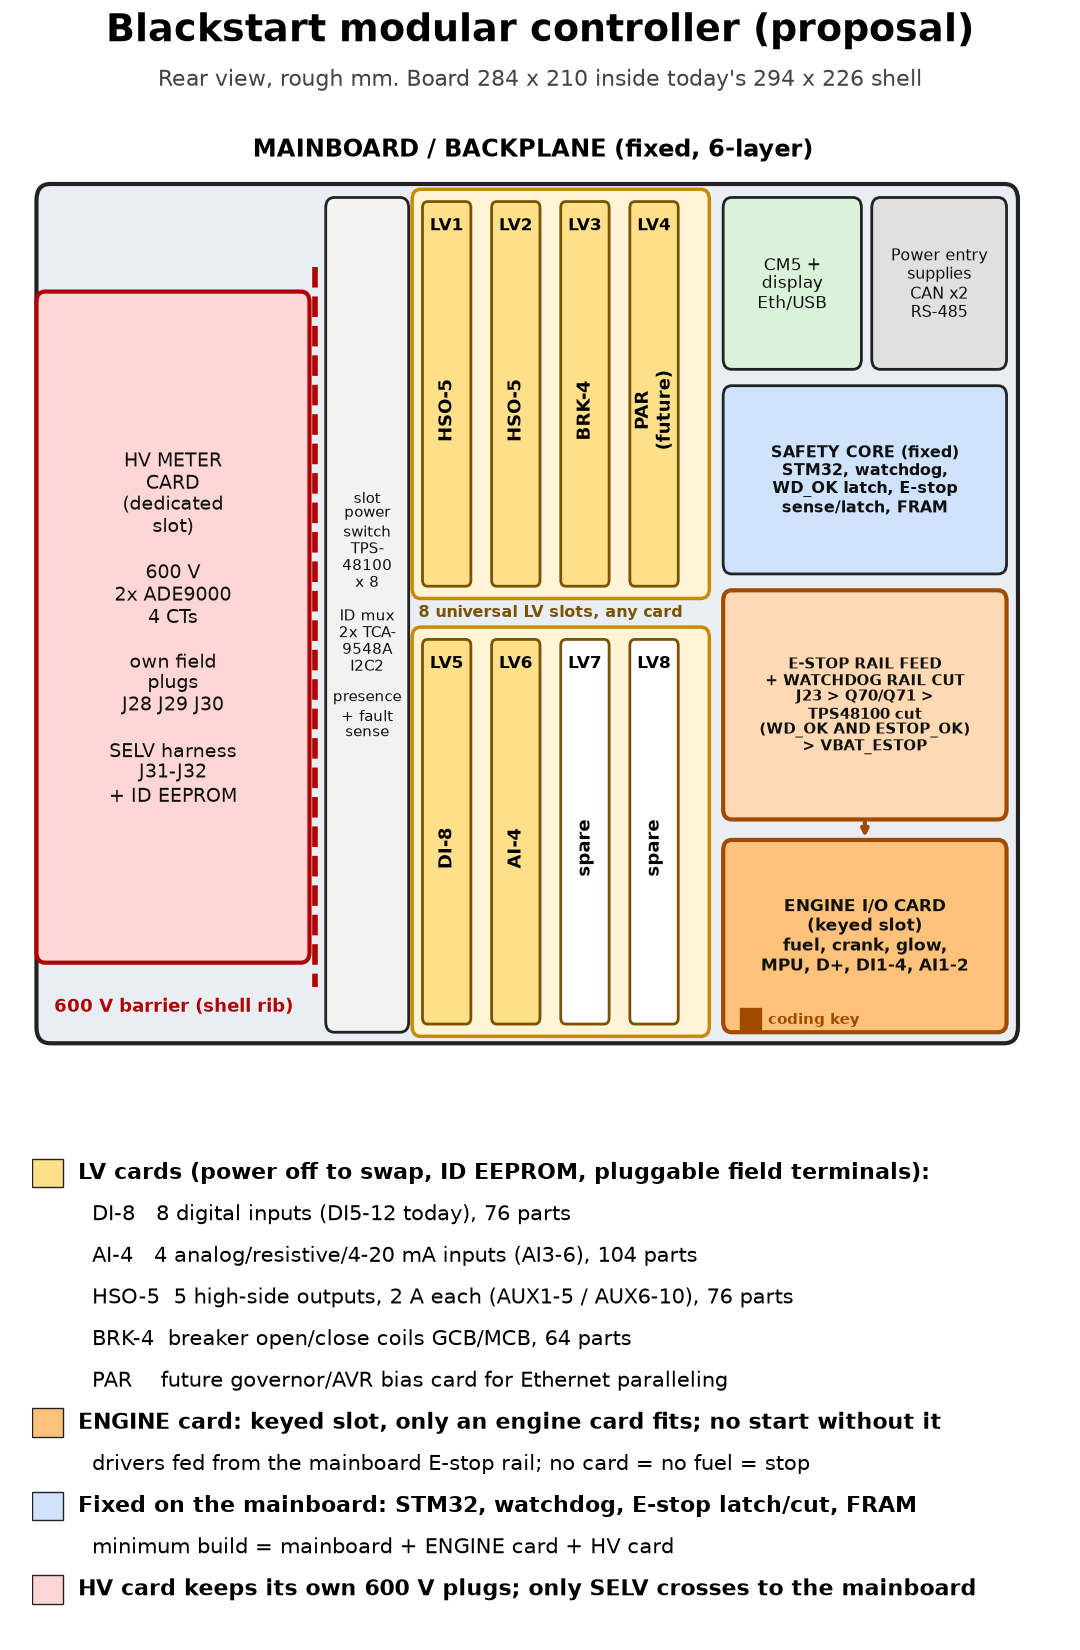 Blackstart modular controller (proposal)
Rear view, rough mm. Board 284 x 210 inside today's 294 x 226 shell
MAINBOARD / BACKPLANE (fixed, 6-layer)
HV METER
CARD
(dedicated
slot)
600 V
2x ADE9000
4 CTs
own field
plugs
J28 J29 J30
SELV harness
J31-J32
+ ID EEPROM
600 V barrier (shell rib)
slot
power
switch
TPS-
48100
x 8
ID mux
2x TCA-
9548A
I2C2
presence
+ fault
sense
LV1
HSO-5
LV2
HSO-5
LV3
BRK-4
LV4
PAR
(future)
8 universal LV slots, any card
LV5
DI-8
LV6
AI-4
LV7
spare
LV8
spare
CM5 +
display
Eth/USB
Power entry
supplies
CAN x2
RS-485
SAFETY CORE (fixed)
STM32, watchdog,
WD_OK latch, E-stop
sense/latch, FRAM
E-STOP RAIL FEED
+ WATCHDOG RAIL CUT
J23 > Q70/Q71 >
TPS48100 cut
(WD_OK AND ESTOP_OK)
> VBAT_ESTOP
ENGINE I/O CARD
(keyed slot)
fuel, crank, glow,
MPU, D+, DI1-4, AI1-2
coding key
LV cards (power off to swap, ID EEPROM, pluggable field terminals):
DI-8 8 digital inputs (DI5-12 today), 76 parts
AI-4 4 analog/resistive/4-20 mA inputs (AI3-6), 104 parts
HSO-5 5 high-side outputs, 2 A each (AUX1-5 / AUX6-10), 76 parts
BRK-4 breaker open/close coils GCB/MCB, 64 parts
PAR future governor/AVR bias card for Ethernet paralleling
ENGINE card: keyed slot, only an engine card fits; no start without it
drivers fed from the mainboard E-stop rail; no card = no fuel = stop
Fixed on the mainboard: STM32, watchdog, E-stop latch/cut, FRAM
minimum build = mainboard + ENGINE card + HV card
HV card keeps its own 600 V plugs; only SELV crosses to the mainboard